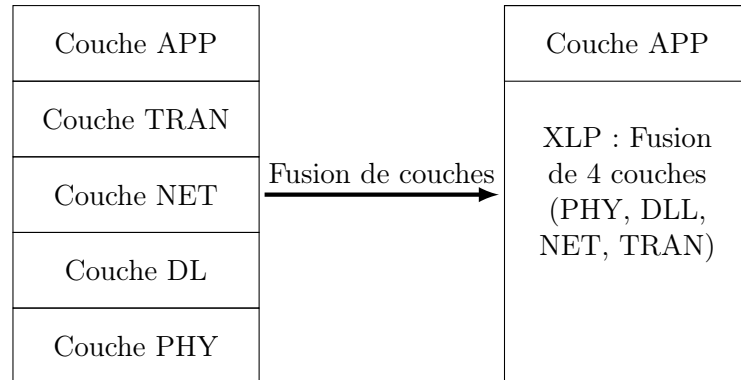 Couche APP
Couche TRAN
Couche NET
Couche DL
Couche PHY
Fusion de couches
Couche APP
XLP : Fusion
de 4 couches
(PHY, DLL,
NET, TRAN)